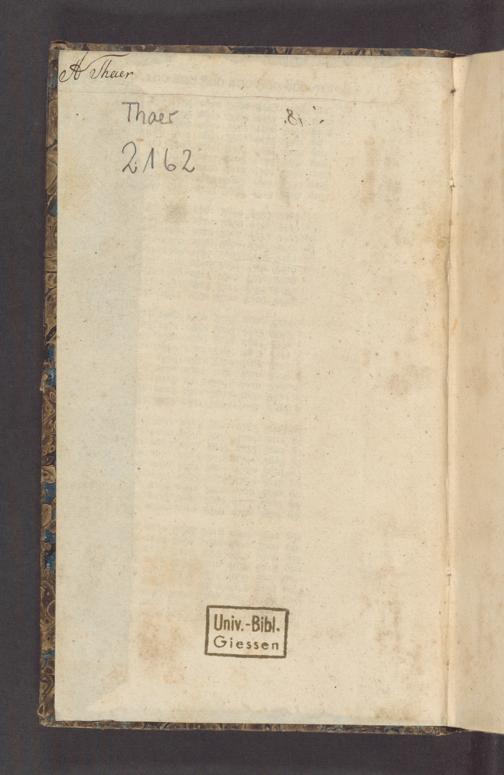 A Thaer
Thaer
2162
Univ.-Bibl.
Giessen